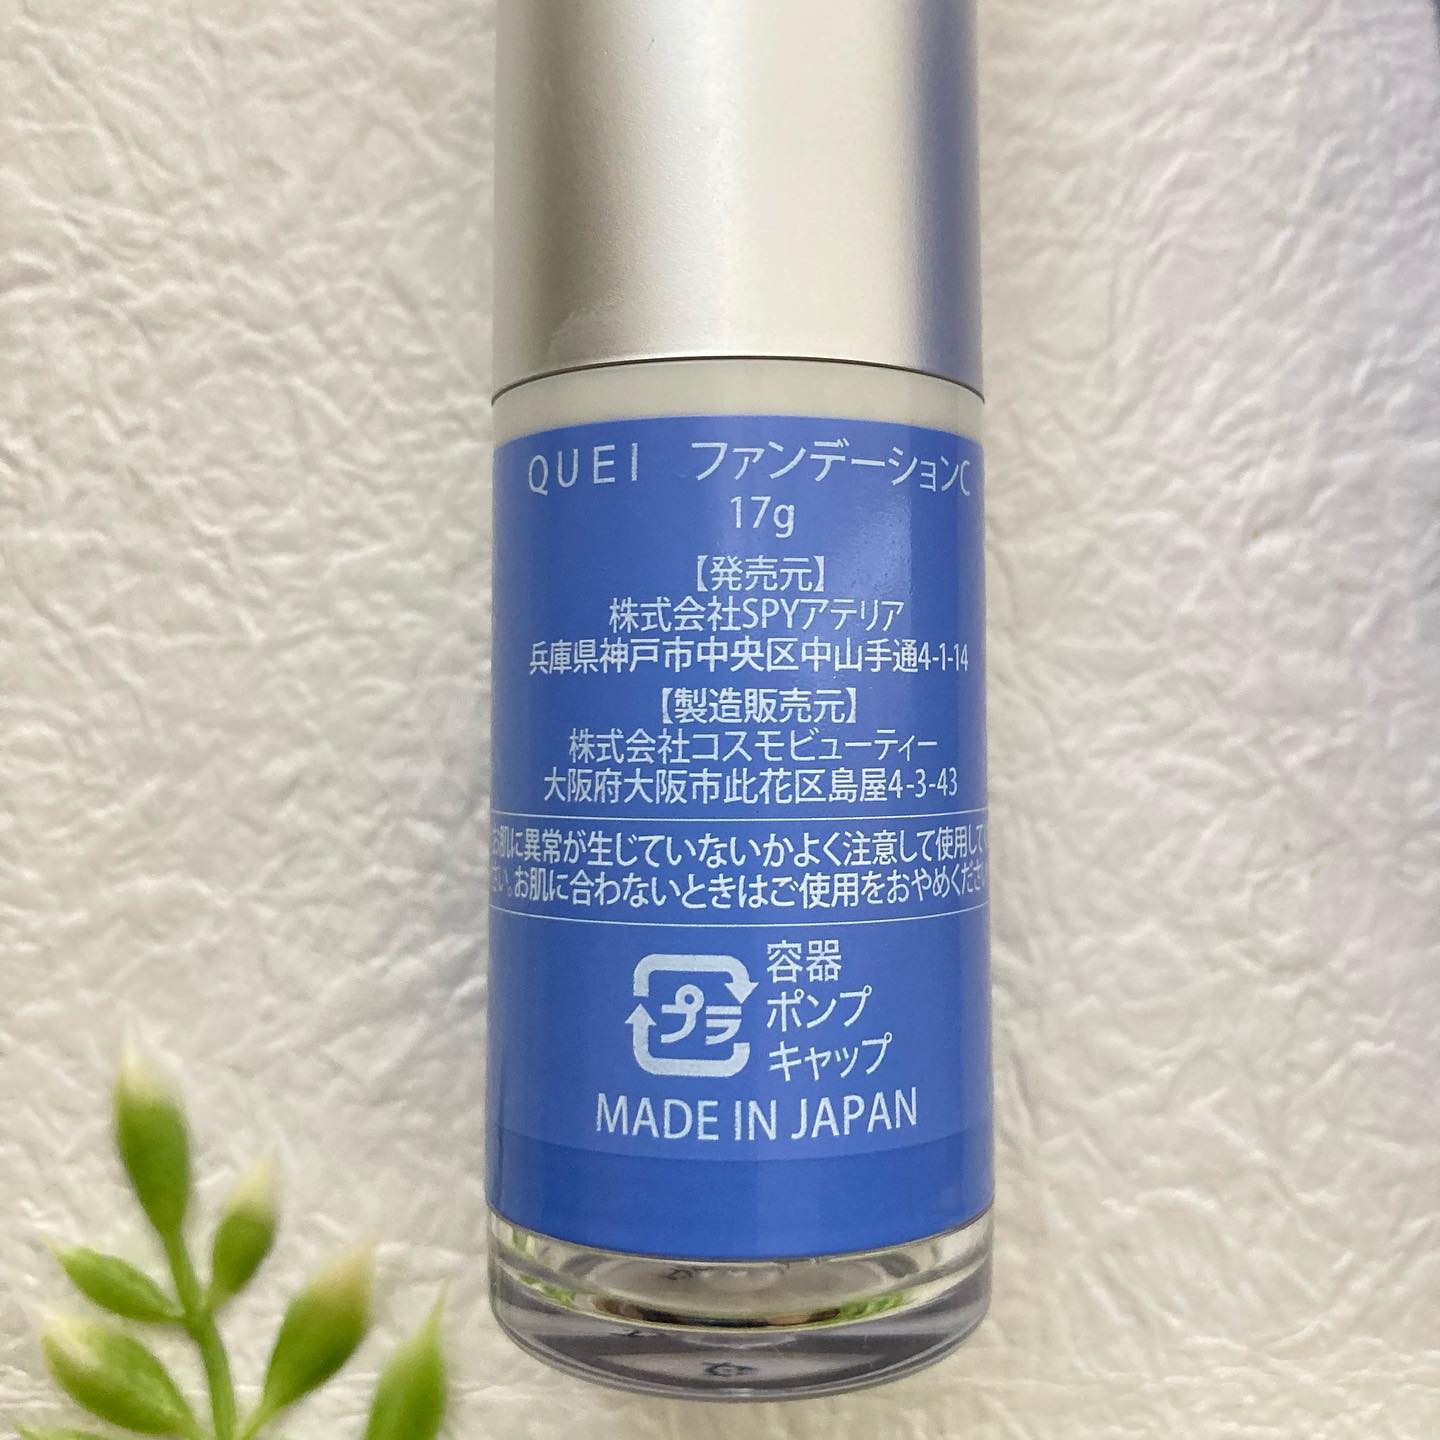 QUEI ファンデーションC
17g
【発売元】
株式会社SPYアテリア
兵庫県神戸市中央区中山手通4-1-14
【製造販売元】
株式会社コスモビューティー
大阪府大阪市此花区島屋4-3-43
お肌に異常が生じていないかよく注意して使用して
さい。お肌に合わないときはご使用をおやめくださ
プラ
容器
ポンプ
キャップ
MADE IN JAPAN